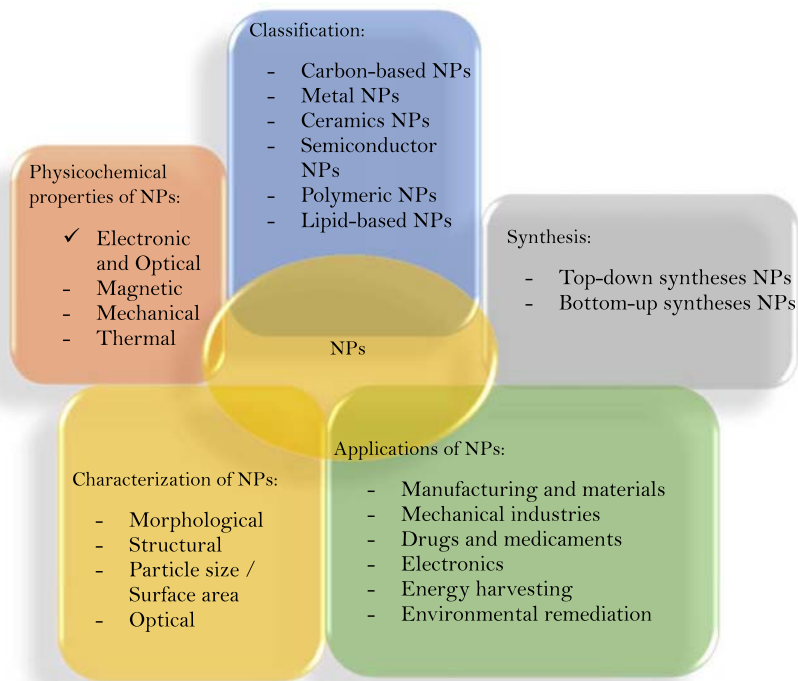 Classification:
- Carbon-based NPs
- Metal NPs
- Ceramics NPs
- Semiconductor
NPs
- Polymeric NPs
- Lipid-based NPs
Physicochemical
properties of NPs:
✓ Electronic
and Optical
- Magnetic
- Mechanical
- Thermal
Synthesis:
- Top-down syntheses NPs
- Bottom-up syntheses NPs
NPs
Characterization of NPs:
- Morphological
- Structural
- Particle size /
Surface area
- Optical
Applications of NPs:
- Manufacturing and materials
- Mechanical industries
- Drugs and medicaments
- Electronics
- Energy harvesting
- Environmental remediation